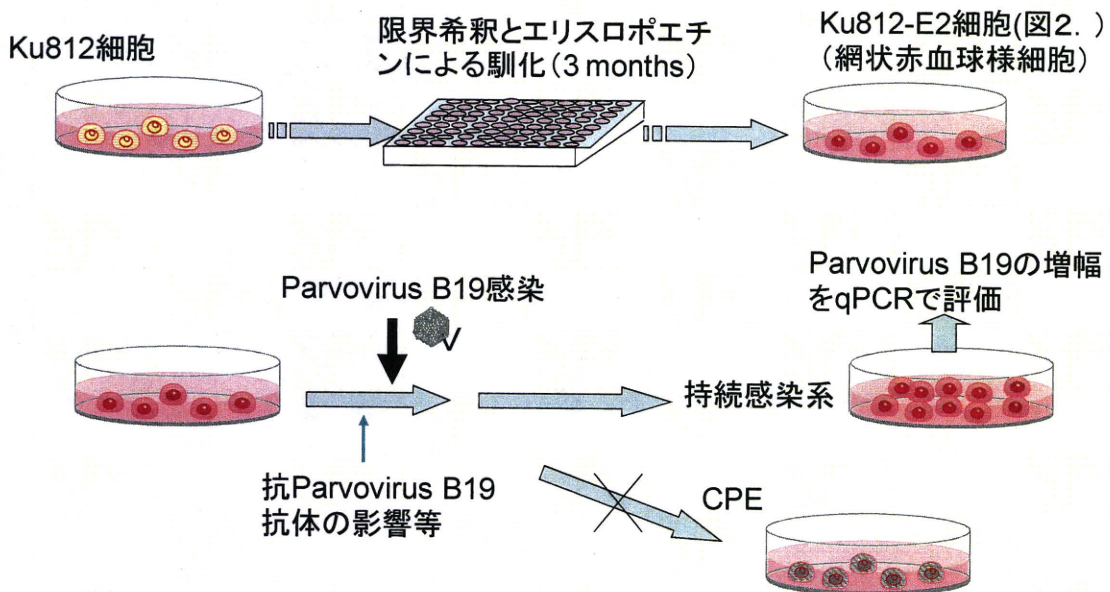 Ku812細胞
限界希釈とエリスロポエチ
ンによる馴化（3 months）
Ku812-E2細胞(図2. )
（網状赤血球様細胞）
Parvovirus B19感染
Parvovirus B19の増幅
をqPCRで評価
持続感染系
抗Parvovirus B19
抗体の影響等
CPE